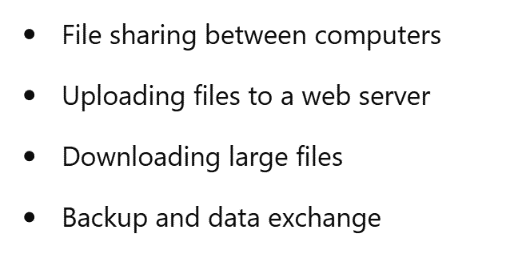 • File sharing between computers
• Uploading files to a web server
• Downloading large files
• Backup and data exchange